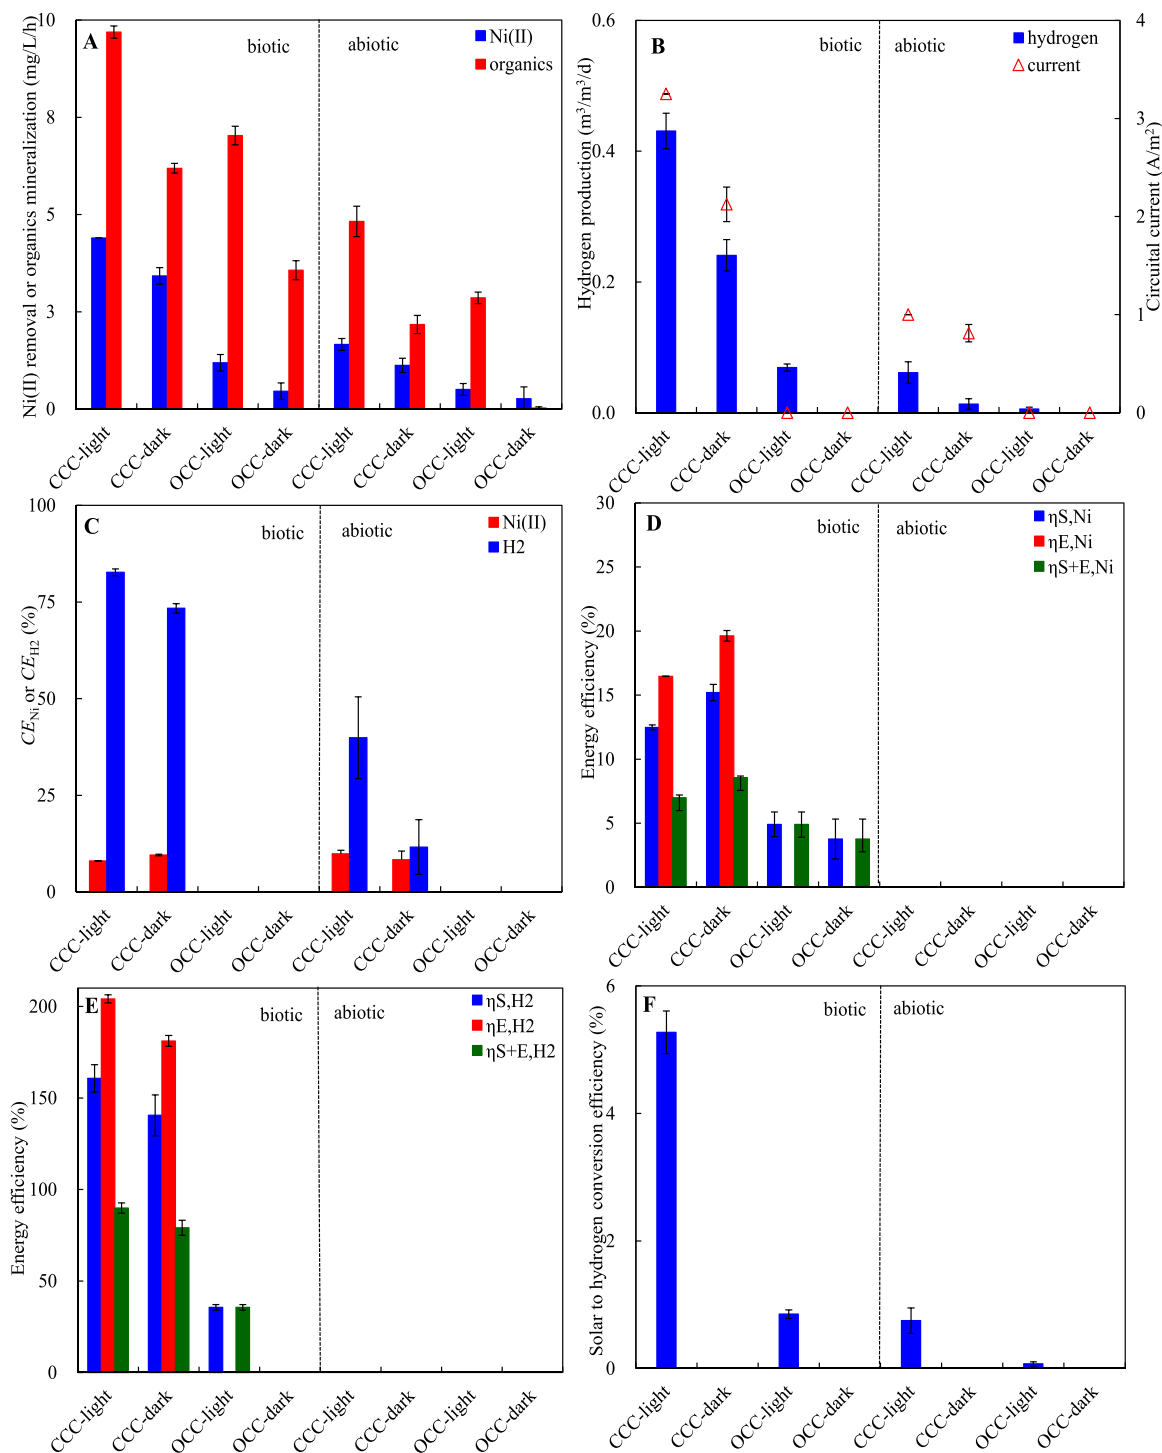 A
biotic
abiotic
Ni(II)
organics
Ni(II) removal or organics mineralization (mg/L/h)
10
8
5
3
0
CCC-light
CCC-dark
OCC-light
OCC-dark
CCC-light
CCC-dark
OCC-light
OCC-dark
B
biotic
abiotic
hydrogen
current
Hydrogen production (m³/m³/d)
0.6
0.4
0.2
0.0
Circuital current (A/m²)
4
3
2
1
0
CCC-light
CCC-dark
OCC-light
OCC-dark
CCC-light
CCC-dark
OCC-light
OCC-dark
C
biotic
abiotic
Ni(II)
H2
CE_Ni or CE_H2 (%)
100
75
50
25
0
CCC-light
CCC-dark
OCC-light
OCC-dark
CCC-light
CCC-dark
OCC-light
OCC-dark
D
biotic
abiotic
ηS,Ni
ηE,Ni
ηS+E,Ni
Energy efficiency (%)
30
25
20
15
10
5
0
CCC-light
CCC-dark
OCC-light
OCC-dark
CCC-light
CCC-dark
OCC-light
OCC-dark
E
biotic
abiotic
ηS,H2
ηE,H2
ηS+E,H2
Energy efficiency (%)
200
150
100
50
0
CCC-light
CCC-dark
OCC-light
OCC-dark
CCC-light
CCC-dark
OCC-light
OCC-dark
F
biotic
abiotic
Solar to hydrogen conversion efficiency (%)
6
4
2
0
CCC-light
CCC-dark
OCC-light
OCC-dark
CCC-light
CCC-dark
OCC-light
OCC-dark